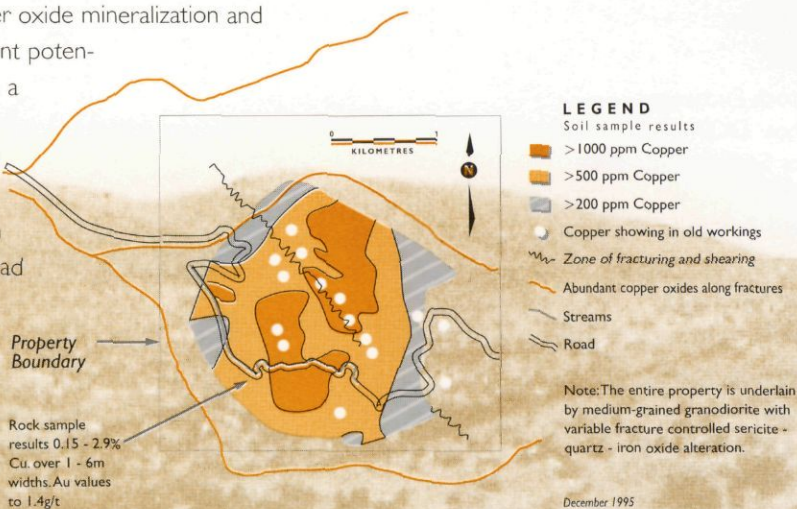 er oxide mineralization and
nt poten-
a
ad
0 1
KILOMETRES
N
Property
Boundary
Rock sample
results 0.15 - 2.9%
Cu. over 1 - 6m
widths. Au values
to 1.4g/t
LEGEND
Soil sample results
>1000 ppm Copper
>500 ppm Copper
>200 ppm Copper
Copper showing in old workings
Zone of fracturing and shearing
Abundant copper oxides along fractures
Streams
Road
Note: The entire property is underlain
by medium-grained granodiorite with
variable fracture controlled sericite -
quartz - iron oxide alteration.
December 1995